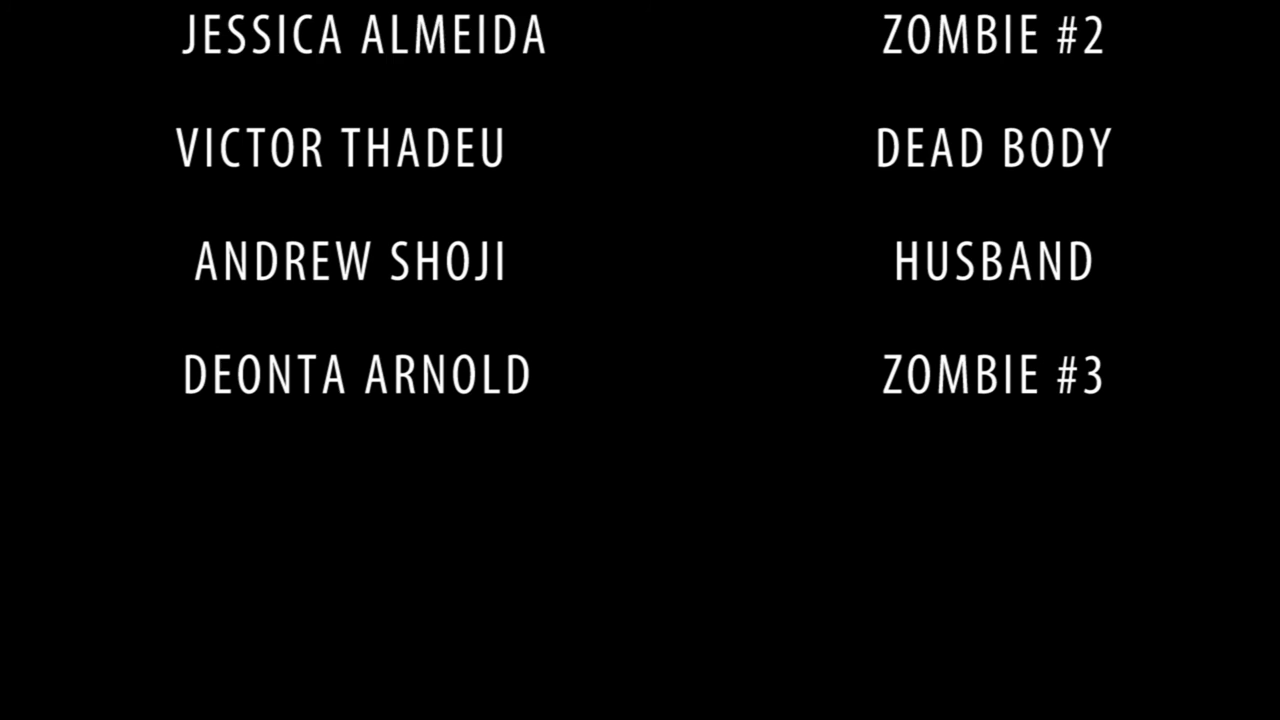 JESSICA ALMEIDA ZOMBIE #2
VICTOR THADEU DEAD BODY
ANDREW SHOJI HUSBAND
DEONTA ARNOLD ZOMBIE #3